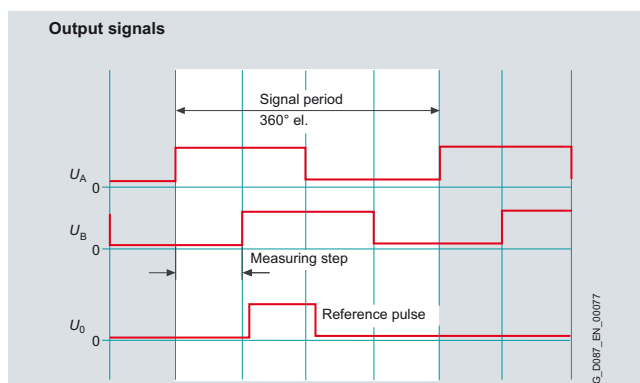 Output signals
Signal period
360° el.
UA
0
UB
0
Measuring step
Reference pulse
U0
0
G_D087_EN_00077